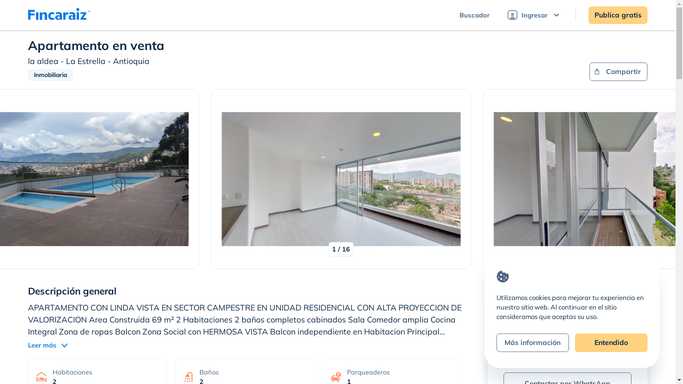 Fincaraiz
Buscador
Ingresar
Publica gratis
Apartamento en venta
la aldea - La Estrella - Antioquia
Inmobiliaria
Compartir
1 / 16
Descripción general
APARTAMENTO CON LINDA VISTA EN SECTOR CAMPESTRE EN UNIDAD RESIDENCIAL CON ALTA PROYECCION DE
VALORIZACION Area Construida 69 m² 2 Habitaciones 2 baños completos cabinados Sala Comedor amplia Cocina
Integral Zona de ropas Balcon Zona Social con HERMOSA VISTA Balcon independiente en Habitacion Principal...
Leer más
Habitaciones
2
Baños
2
Parqueaderos
1
Utilizamos cookies para mejorar tu experiencia en
nuestro sitio web. Al continuar en el sitio
consideramos que aceptas su uso.
Más información
Entendido
Contactar por WhatsApp